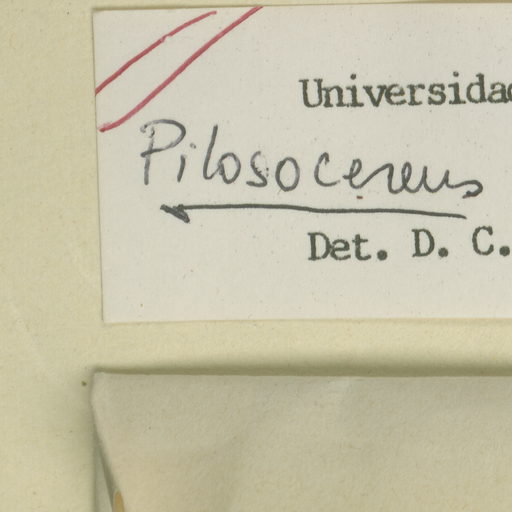 Universidad
Pilosocereus
Det. D. C.